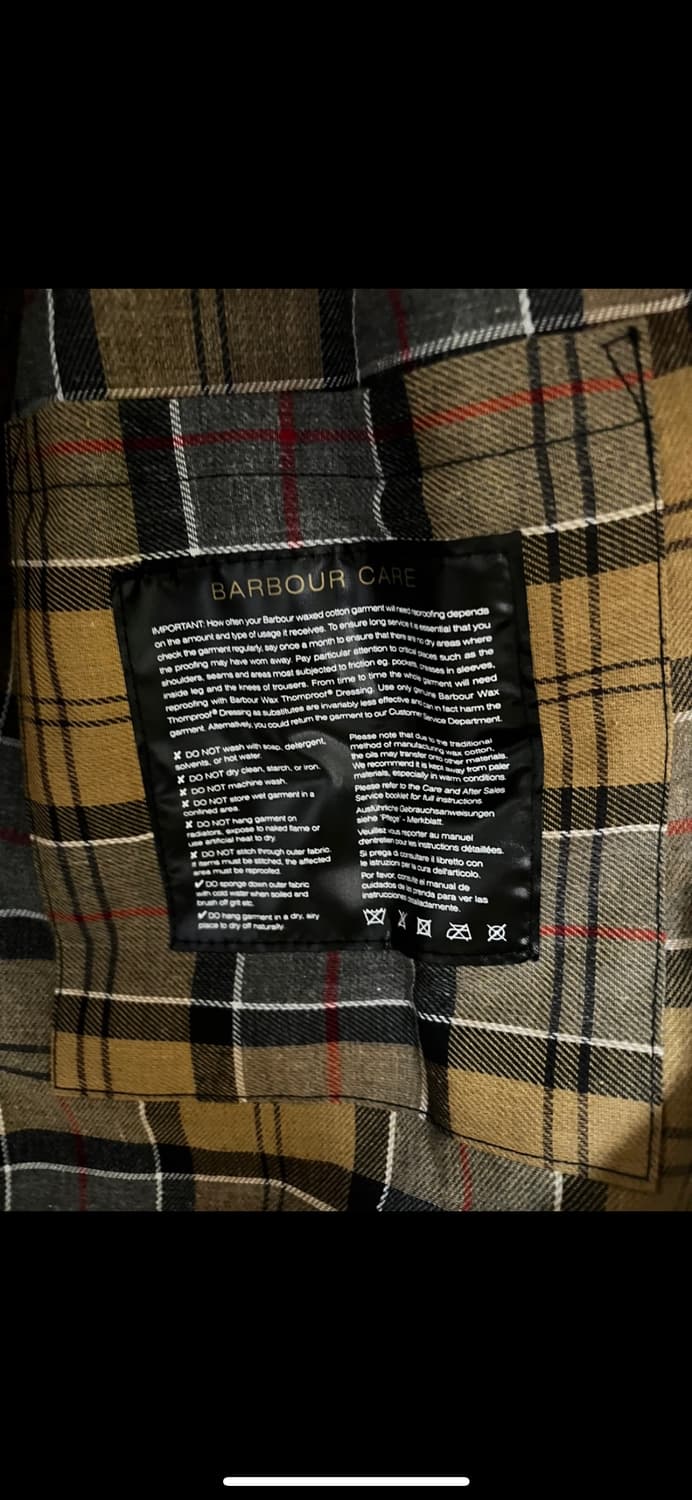 BARBOUR CARE
IMPORTANT: How often your Barbour waxed cotton garment will need reproofing depends
on the amount and type of usage it receives. To ensure long service it is essential that you
check the garment regularly, say once a month to ensure that there are no dry areas where
the proofing may have worn away. Pay particular attention to critical places such as the
shoulders, seams and areas most subjected to friction eg. pockets, creases in sleeves,
inside leg and the knees of trousers. From time to time the whole garment will need
reproofing with Barbour Wax Thornproof® Dressing. Use only genuine Barbour Wax
Thornproof® Dressing as substitutes are invariably less effective and can in fact harm the
garment. Alternatively, you could return the garment to our Customer Service Department.
✗ DO NOT wash with soap, detergent,
solvents, or hot water.
✗ DO NOT dry clean, starch, or iron.
✗ DO NOT machine wash.
✗ DO NOT store wet garment in a
confined area.
✗ DO NOT hang garment on
radiators, expose to naked flame or
use artificial heat to dry.
✗ DO NOT stitch through outer fabric.
If items must be stitched, the affected
area must be reproofed.
✓ DO sponge down outer fabric
with cold water when soiled and
brush off grit etc.
✓ DO hang garment in a dry, airy
place to dry off naturally.
Please note that due to the traditional
method of manufacturing wax cotton,
the oils may transfer onto other materials.
We recommend it is kept away from paler
materials, especially in warm conditions.
Please refer to the Care and After Sales
Service booklet for full instructions
Ausführliche Gebrauchsanweisungen
siehe 'Pflege' - Merkblatt.
Veuillez vous reporter au manuel
d'entretien pour les instructions détaillées.
Si prega di consultare il libretto con
le istruzioni per la cura dell'articolo.
Por favor, consulte el manual de
cuidados de la prenda para ver las
instrucciones detalladamente.